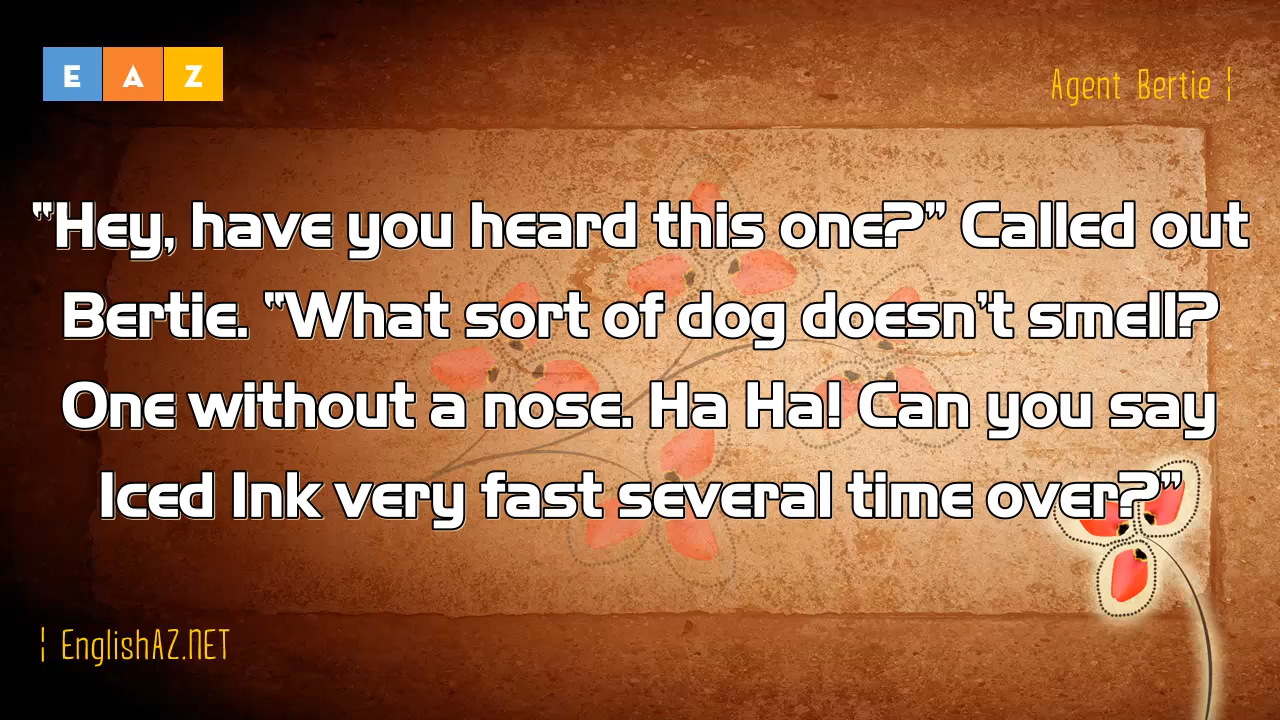 E A Z
Agent Bertie ¦
“Hey, have you heard this one?” Called out
Bertie. “What sort of dog doesn’t smell?
One without a nose. Ha Ha! Can you say
Iced Ink very fast several time over?”
¦ EnglishAZ.NET